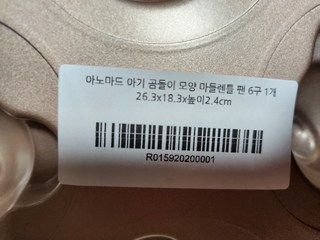 아노마드 아기 곰돌이 모양 마들렌틀 팬 6구 1개
26.3x18.3x높이2.4cm
R015920200001